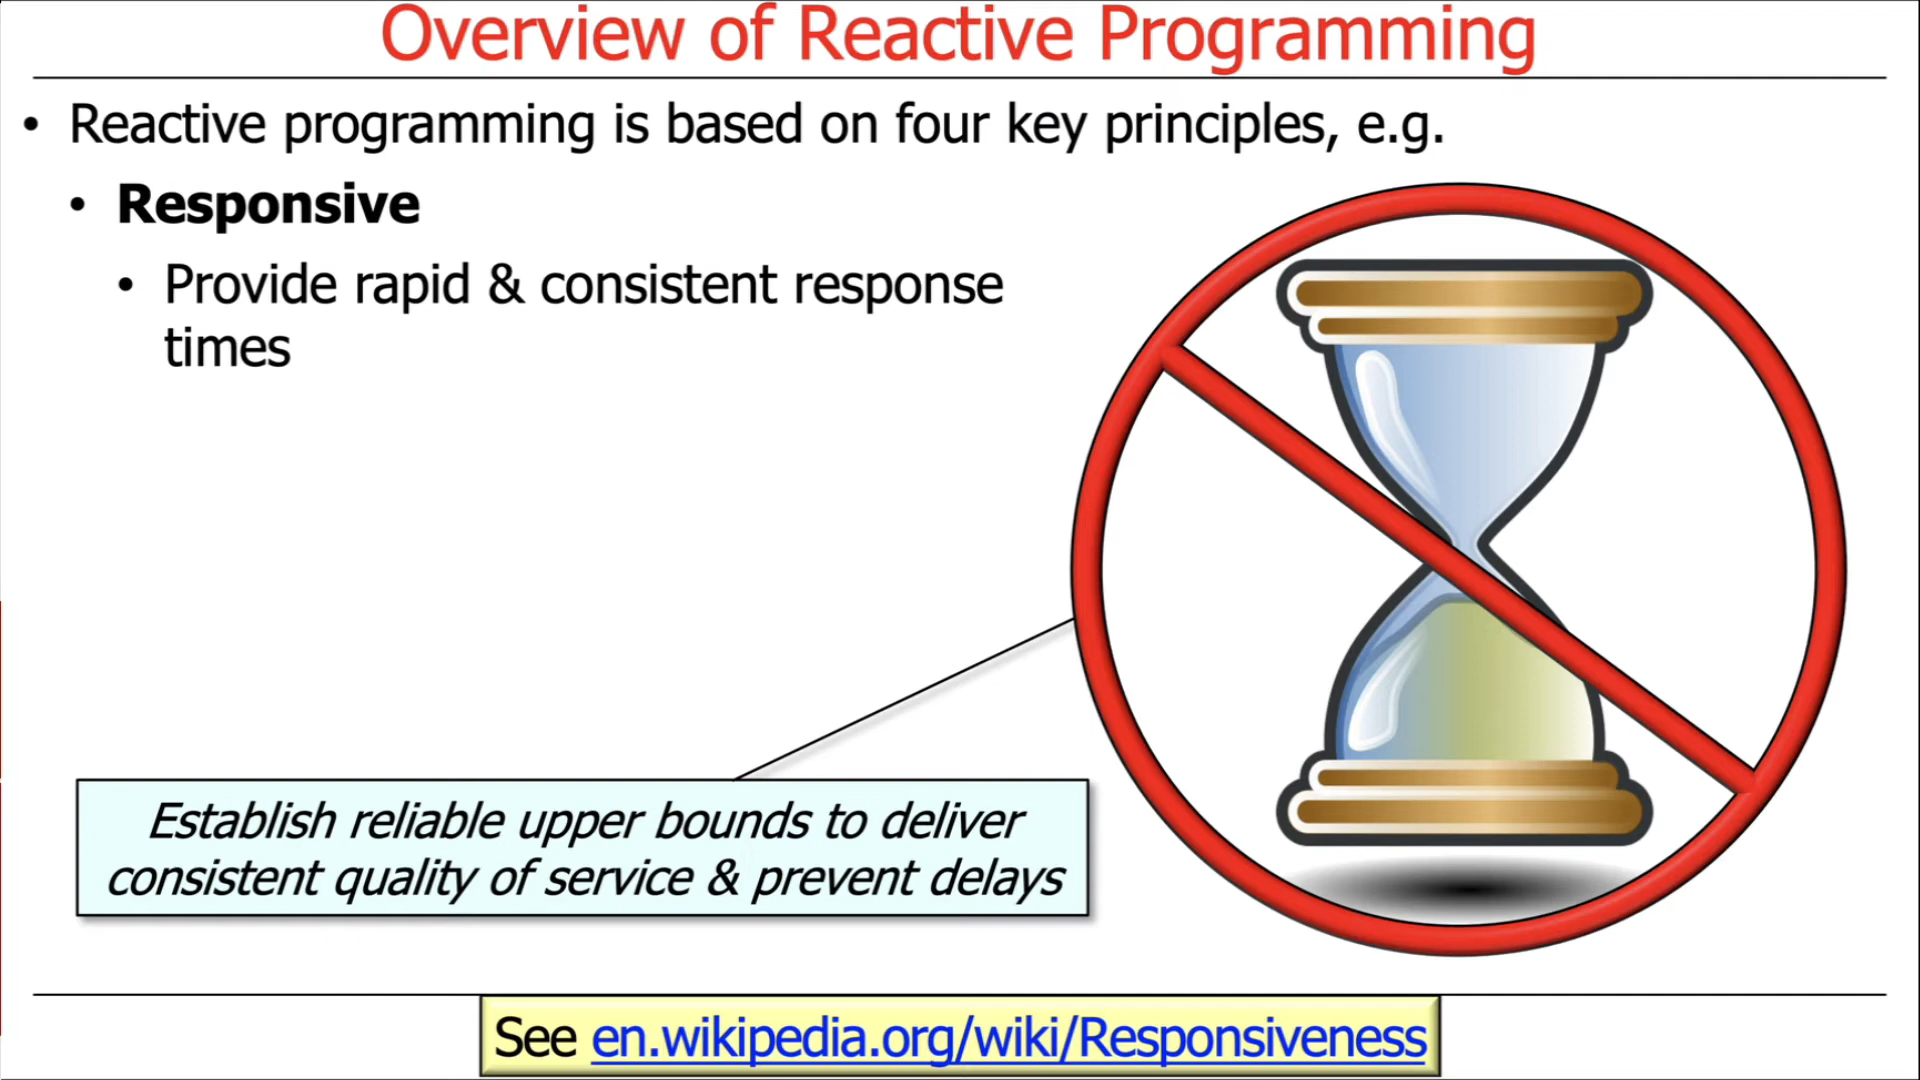 Overview of Reactive Programming
• Reactive programming is based on four key principles, e.g.
• Responsive
• Provide rapid & consistent response
times
Establish reliable upper bounds to deliver
consistent quality of service & prevent delays
See en.wikipedia.org/wiki/Responsiveness